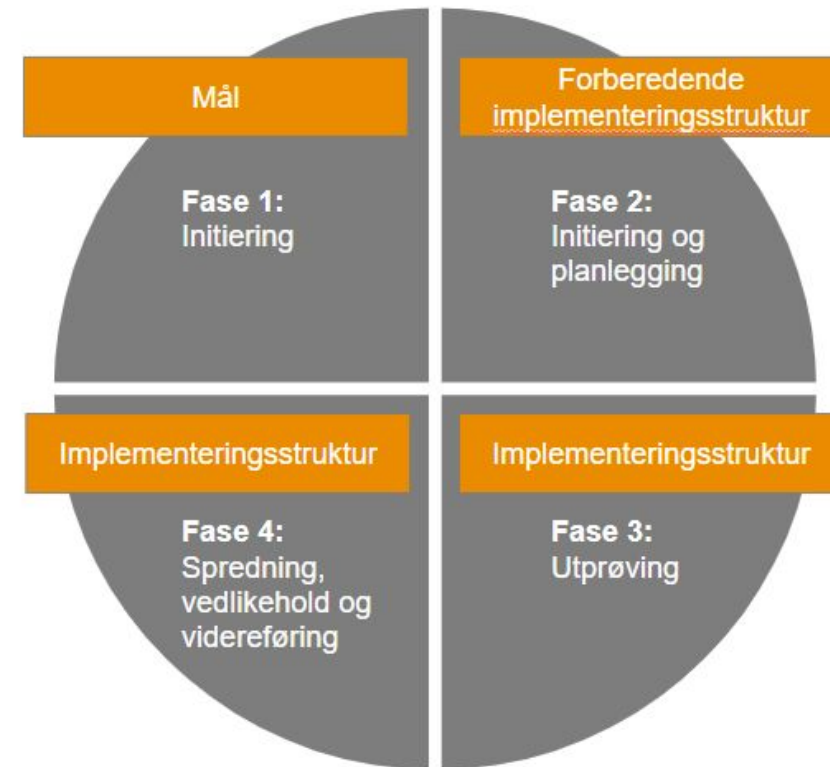 Mål
Fase 1:
Initiering
Forberedende
implementeringsstruktur
Fase 2:
Initiering og
planlegging
Implementeringsstruktur
Fase 3:
Utprøving
Implementeringsstruktur
Fase 4:
Spredning,
vedlikehold og
videreføring